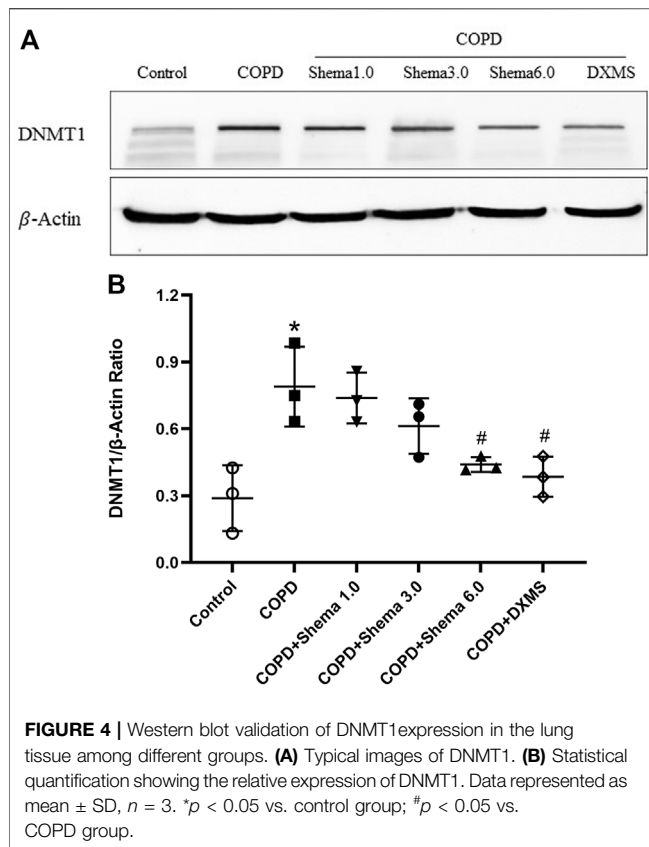 A
COPD
Control COPD Shema1.0 Shema3.0 Shema6.0 DXMS
DNMT1
β-Actin
B
DNMT1/β-Actin Ratio
1.2
0.9
0.6
0.3
0.0
*
#
#
Control
COPD
COPD+Shema 1.0
COPD+Shema 3.0
COPD+Shema 6.0
COPD+DXMS
FIGURE 4 | Western blot validation of DNMT1expression in the lung
tissue among different groups. (A) Typical images of DNMT1. (B) Statistical
quantification showing the relative expression of DNMT1. Data represented as
mean ± SD, n = 3. *p < 0.05 vs. control group; #p < 0.05 vs.
COPD group.